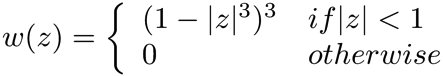 w(z) = { (1 − |z|³)³ if|z| < 1
0 otherwise